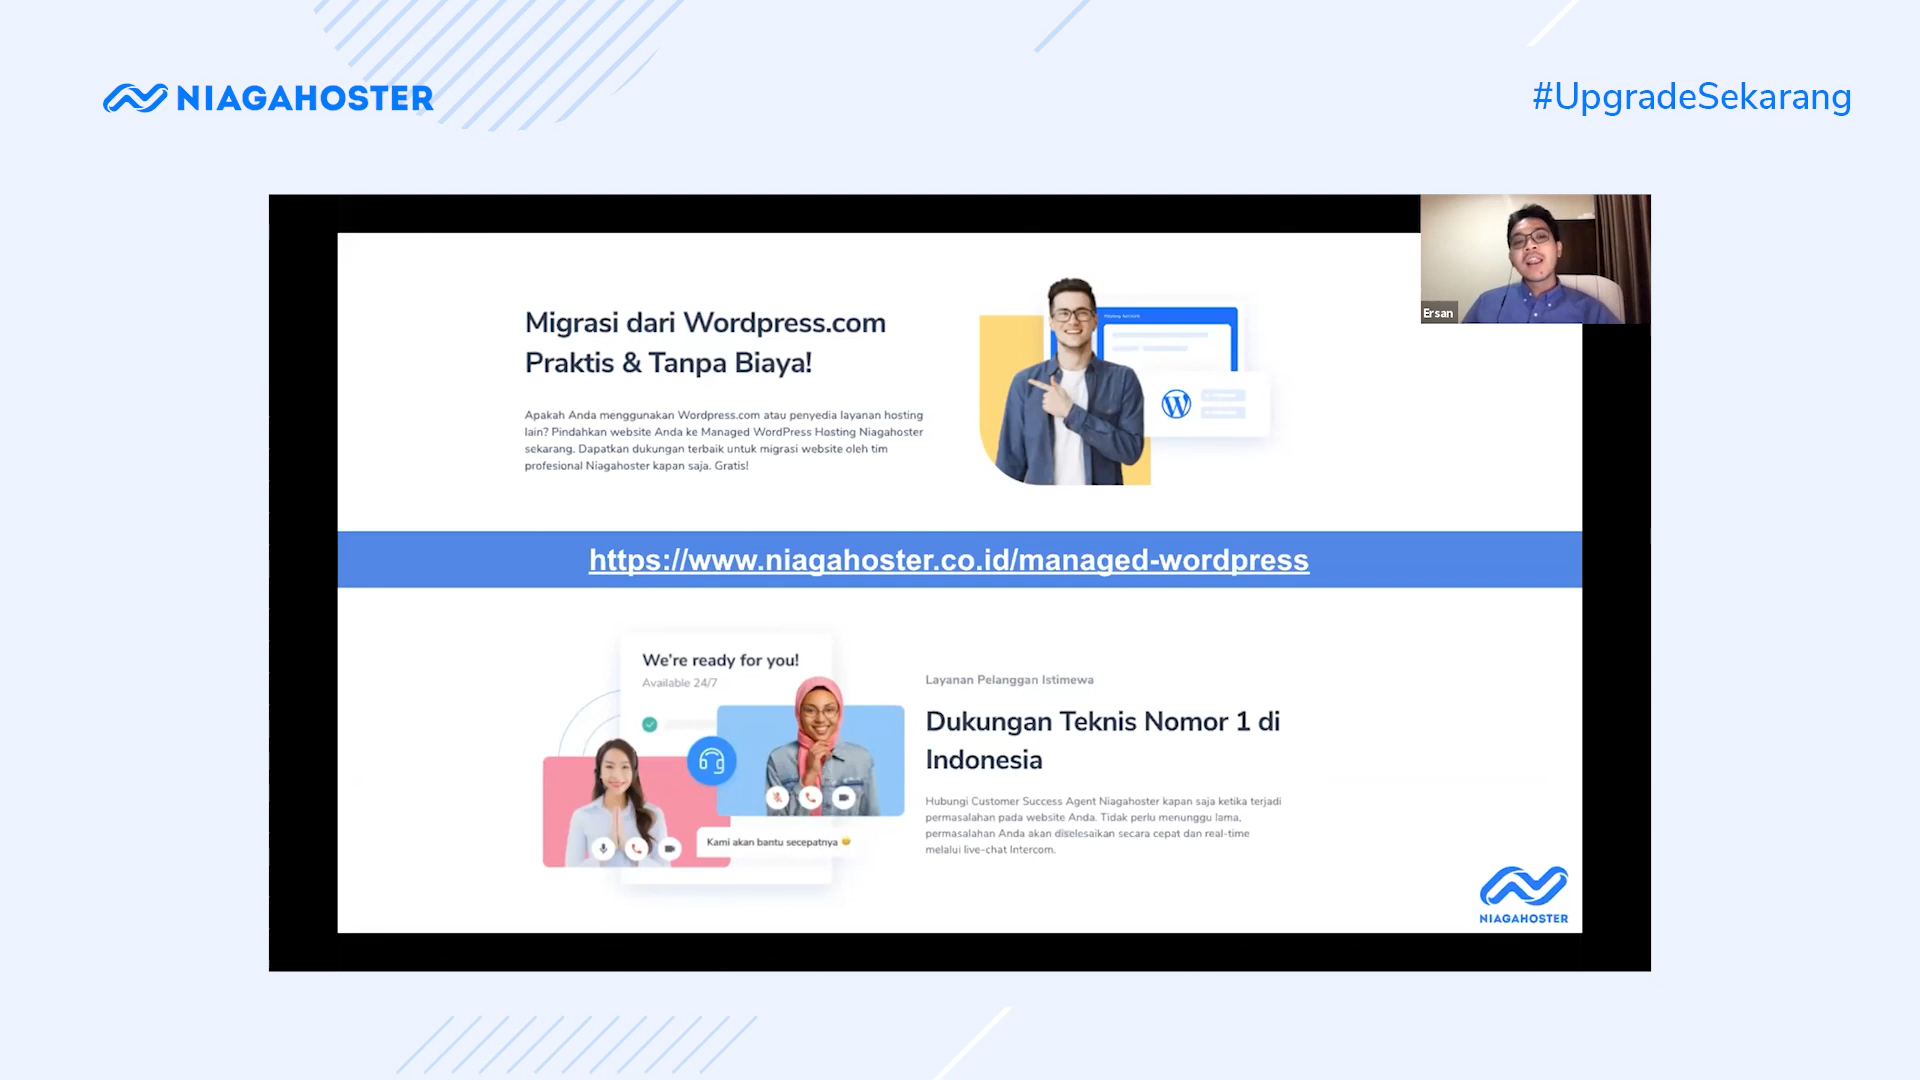 NIAGAHOSTER
#UpgradeSekarang
Ersan
Migrasi dari Wordpress.com
Praktis & Tanpa Biaya!
Apakah Anda menggunakan Wordpress.com atau penyedia layanan hosting
lain? Pindahkan website Anda ke Managed WordPress Hosting Niagahoster
sekarang. Dapatkan dukungan terbaik untuk migrasi website oleh tim
profesional Niagahoster kapan saja. Gratis!
https://www.niagahoster.co.id/managed-wordpress
We're ready for you!
Available 24/7
Kami akan bantu secepatnya
Layanan Pelanggan Istimewa
Dukungan Teknis Nomor 1 di
Indonesia
Hubungi Customer Success Agent Niagahoster kapan saja ketika terjadi
permasalahan pada website Anda. Tidak perlu menunggu lama,
permasalahan Anda akan diselesaikan secara cepat dan real-time
melalui live-chat Intercom.
NIAGAHOSTER